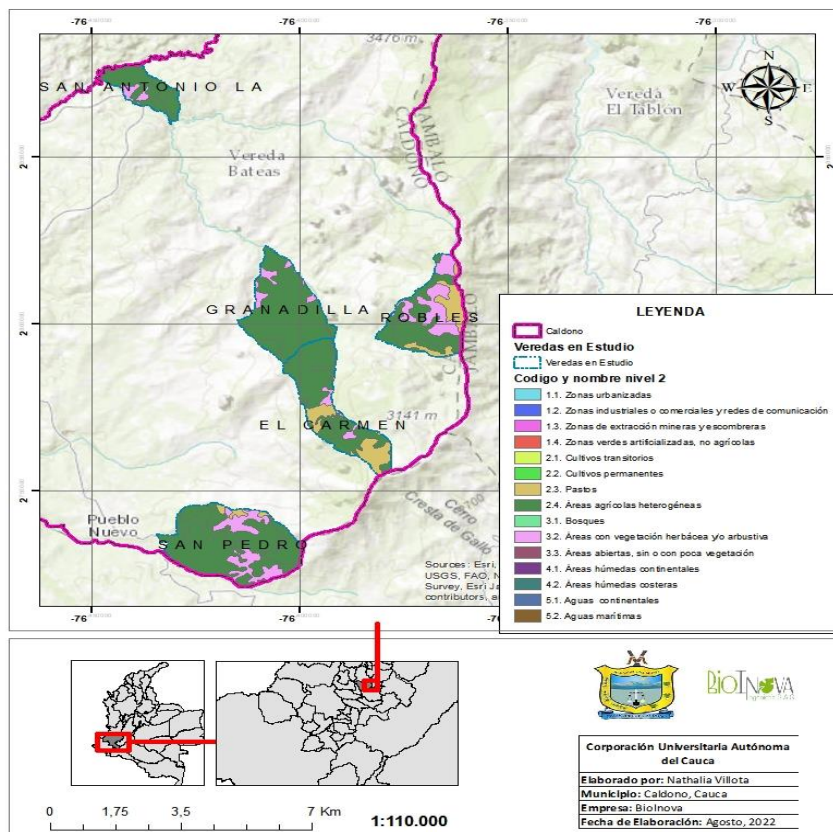 -76
-76
-76
-76
3476 m
SAN ANTONIO LA
N
W
E
S
Vereda
El Tablón
JAMBALÓ
CALDONO
Vereda
Bateas
GRANADILLA
ROBLES
JAMBALÓ
3141 m
EL CARMEN
Cerro
Cresta de Gallo
Pueblo
Nuevo
SAN PEDRO
Sources: Esri,
USGS, FAO, N
Survey, Esri Ja
contributors, a
LEYENDA
Caldono
Veredas en Estudio
Veredas en Estudio
Codigo y nombre nivel 2
1.1. Zonas urbanizadas
1.2. Zonas industriales o comerciales y redes de comunicación
1.3. Zonas de extracción mineras y escombreras
1.4. Zonas verdes artificializadas, no agrícolas
2.1. Cultivos transitorios
2.2. Cultivos permanentes
2.3. Pastos
2.4. Áreas agrícolas heterogéneas
3.1. Bosques
3.2. Áreas con vegetación herbácea y/o arbustiva
3.3. Áreas abiertas, sin o con poca vegetación
4.1. Áreas húmedas continentales
4.2. Áreas húmedas costeras
5.1. Aguas continentales
5.2. Aguas marítimas
-76
-76
-76
-76
BioInova
0 1,75 3,5 7 Km
1:110.000
Corporación Universitaria Autónoma
del Cauca
Elaborado por: Nathalia Villota
Municipio: Caldono, Cauca
Empresa: BioInova
Fecha de Elaboración: Agosto, 2022